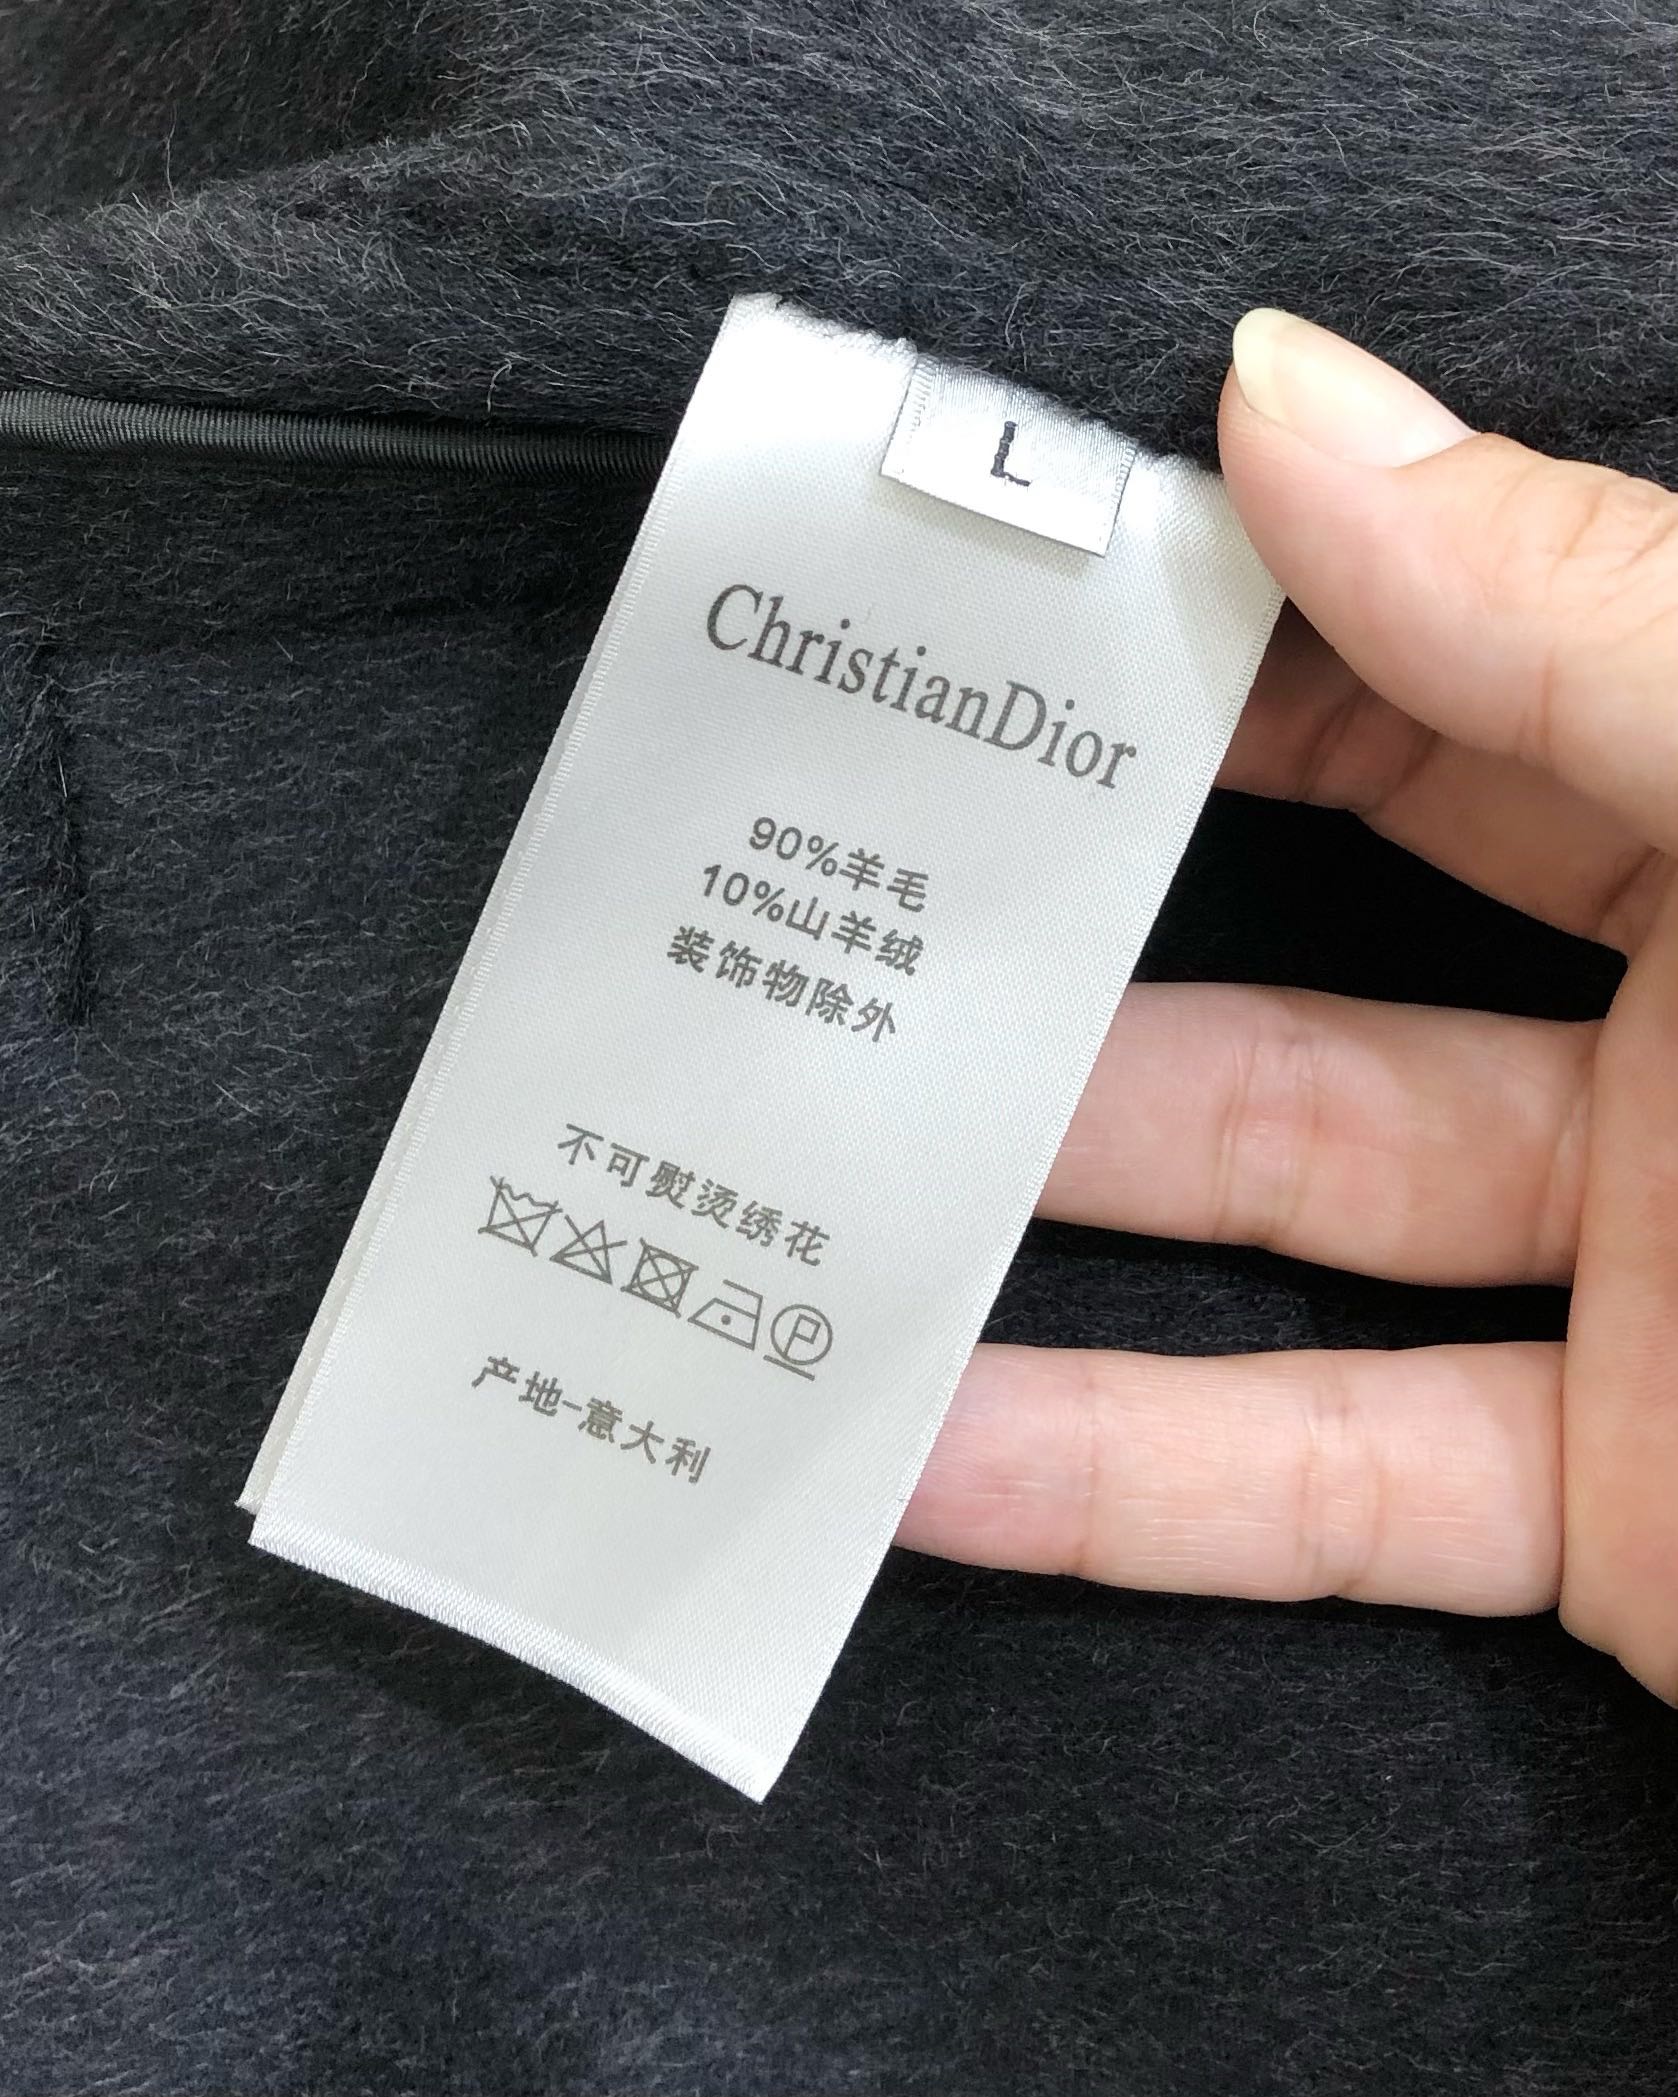 L
ChristianDior
90%羊毛
10%山羊绒
装饰物除外
不可熨烫绣花
P
产地-意大利